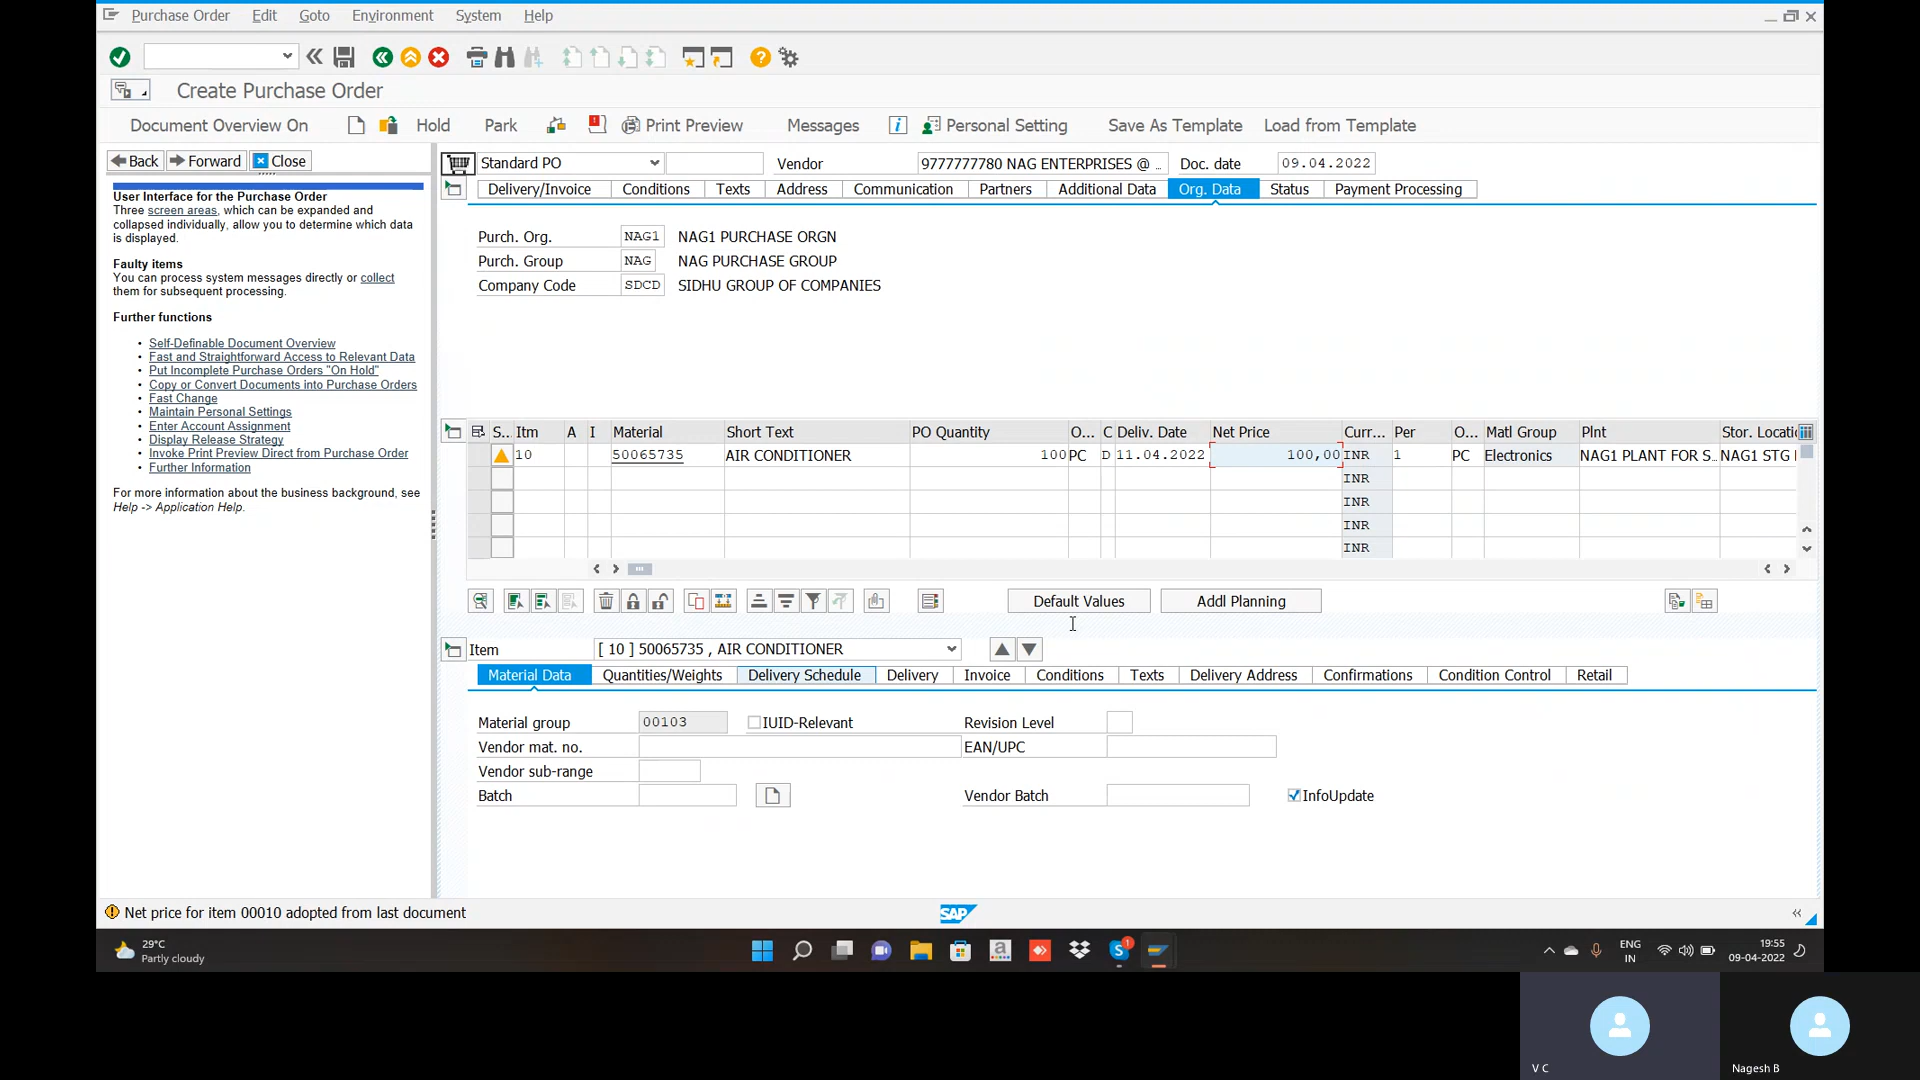 Purchase Order Edit Goto Environment System Help
Create Purchase Order
Document Overview On Hold Park Print Preview Messages Personal Setting Save As Template Load from Template
Back Forward Close
User Interface for the Purchase Order
Three screen areas, which can be expanded and
collapsed individually, allow you to determine which data
is displayed.
Faulty items
You can process system messages directly or collect
them for subsequent processing.
Further functions
• Self-Definable Document Overview
• Fast and Straightforward Access to Relevant Data
• Put Incomplete Purchase Orders "On Hold"
• Copy or Convert Documents into Purchase Orders
• Fast Change
• Maintain Personal Settings
• Enter Account Assignment
• Display Release Strategy
• Invoke Print Preview Direct from Purchase Order
• Further Information
For more information about the business background, see
Help -> Application Help.
Standard PO Vendor 9777777780 NAG ENTERPRISES @ ... Doc. date 09.04.2022
Delivery/Invoice Conditions Texts Address Communication Partners Additional Data Org. Data Status Payment Processing
Purch. Org. NAG1 NAG1 PURCHASE ORGN
Purch. Group NAG NAG PURCHASE GROUP
Company Code SDCD SIDHU GROUP OF COMPANIES
S... Itm A I Material Short Text PO Quantity O... C Deliv. Date Net Price Curr... Per O... Matl Group Plnt Stor. Locatic
10 50065735 AIR CONDITIONER 100 PC D 11.04.2022 100,00 INR 1 PC Electronics NAG1 PLANT FOR S... NAG1 STG
INR
INR
INR
INR
Default Values Addl Planning
Item [ 10 ] 50065735 , AIR CONDITIONER
Material Data Quantities/Weights Delivery Schedule Delivery Invoice Conditions Texts Delivery Address Confirmations Condition Control Retail
Material group 00103 IUID-Relevant Revision Level
Vendor mat. no. EAN/UPC
Vendor sub-range
Batch Vendor Batch InfoUpdate
Net price for item 00010 adopted from last document
SAP
29°C
Partly cloudy
a
S 1
ENG
IN
19:55
09-04-2022
V C
Nagesh B